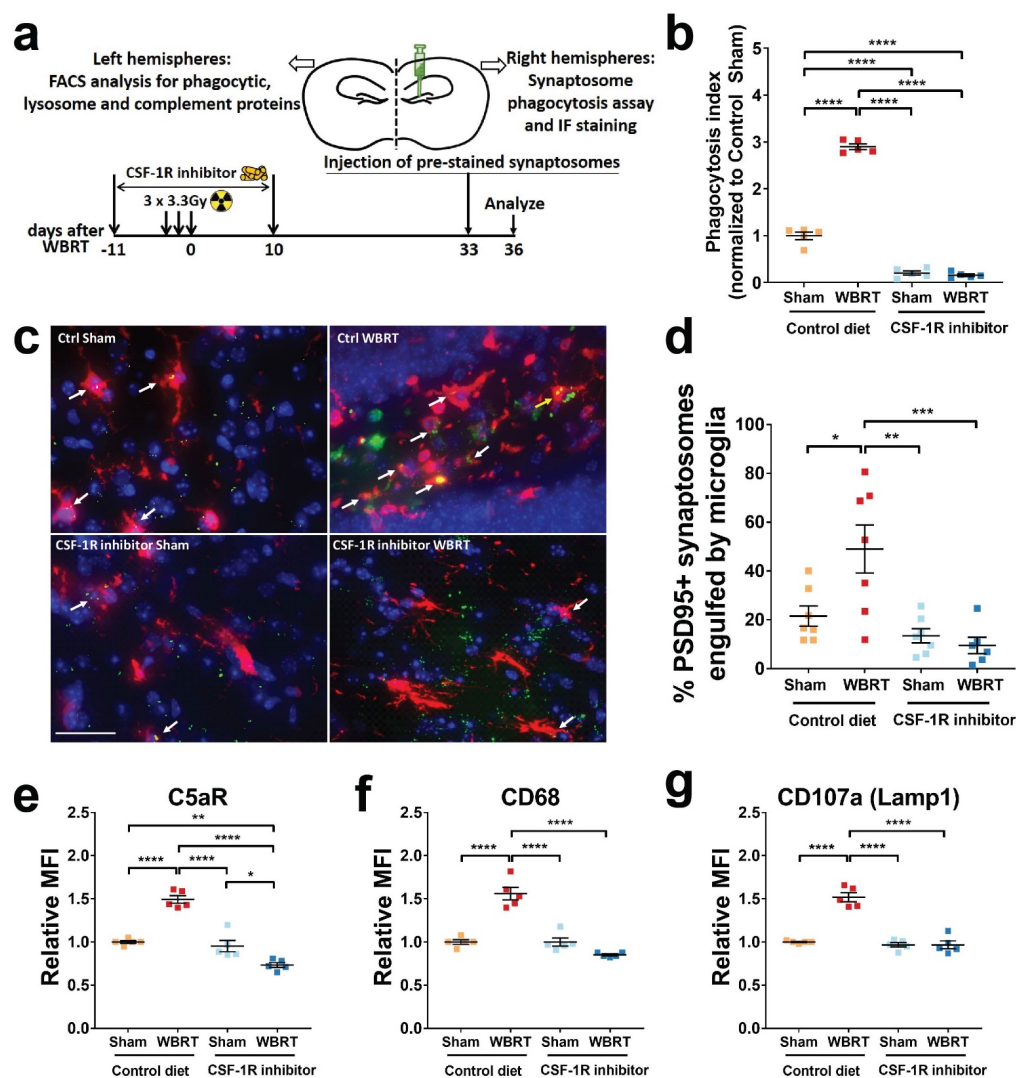 a
Left hemispheres:
FACS analysis for phagocytic,
lysosome and complement proteins
Right hemispheres:
Synaptosome
phagocytosis assay
and IF staining
Injection of pre-stained synaptosomes
CSF-1R inhibitor
3 x 3.3Gy
Analyze
days after
WBRT
-11
0
10
33
36
b
Phagocytosis index
(normalized to Control Sham)
5
4
3
2
1
0
****
****
****
****
****
Sham
WBRT
Sham
WBRT
Control diet
CSF-1R inhibitor
c
Ctrl Sham
Ctrl WBRT
CSF-1R inhibitor Sham
CSF-1R inhibitor WBRT
d
% PSD95+ synaptosomes
engulfed by microglia
100
80
60
40
20
0
***
*
**
Sham
WBRT
Sham
WBRT
Control diet
CSF-1R inhibitor
e
C5aR
Relative MFI
2.0
1.5
1.0
0.5
0.0
**
****
****
****
*
Sham
WBRT
Sham
WBRT
Control diet
CSF-1R inhibitor
f
CD68
Relative MFI
2.0
1.5
1.0
0.5
0.0
****
****
****
Sham
WBRT
Sham
WBRT
Control diet
CSF-1R inhibitor
g
CD107a (Lamp1)
Relative MFI
2.0
1.5
1.0
0.5
0.0
****
****
****
Sham
WBRT
Sham
WBRT
Control diet
CSF-1R inhibitor